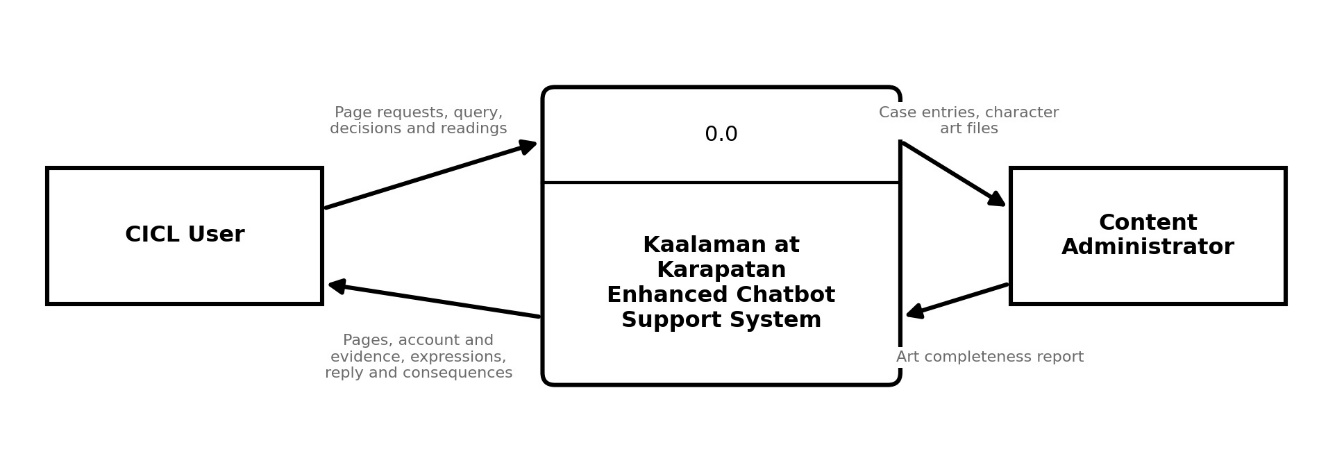 Page requests, query,
decisions and readings
0.0
Case entries, character
art files
CICL User
Kaalaman at
Karapatan
Enhanced Chatbot
Support System
Content
Administrator
Pages, account and
evidence, expressions,
reply and consequences
Art completeness report